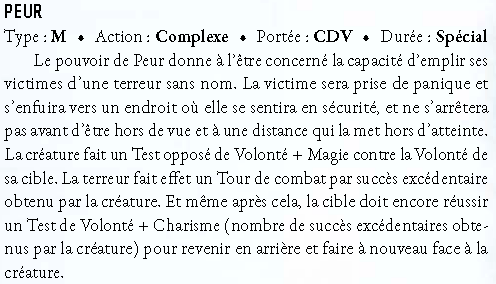 PEUR
Type : M ♦ Action : Complexe ♦ Portée : CDV ♦ Durée : Spécial
Le pouvoir de Peur donne à l'être concerné la capacité d'emplir ses
victimes d'une terreur sans nom. La victime sera prise de panique et
s'enfuira vers un endroit où elle se sentira en sécurité, et ne s'arrêtera
pas avant d'être hors de vue et à une distance qui la met hors d'atteinte.
La créature fait un Test opposé de Volonté + Magie contre la Volonté de
sa cible. La terreur fait effet un Tour de combat par succès excédentaire
obtenu par la créature. Et même après cela, la cible doit encore réussir
un Test de Volonté + Charisme (nombre de succès excédentaires obte-
nus par la créature) pour revenir en arrière et faire à nouveau face à la
créature.